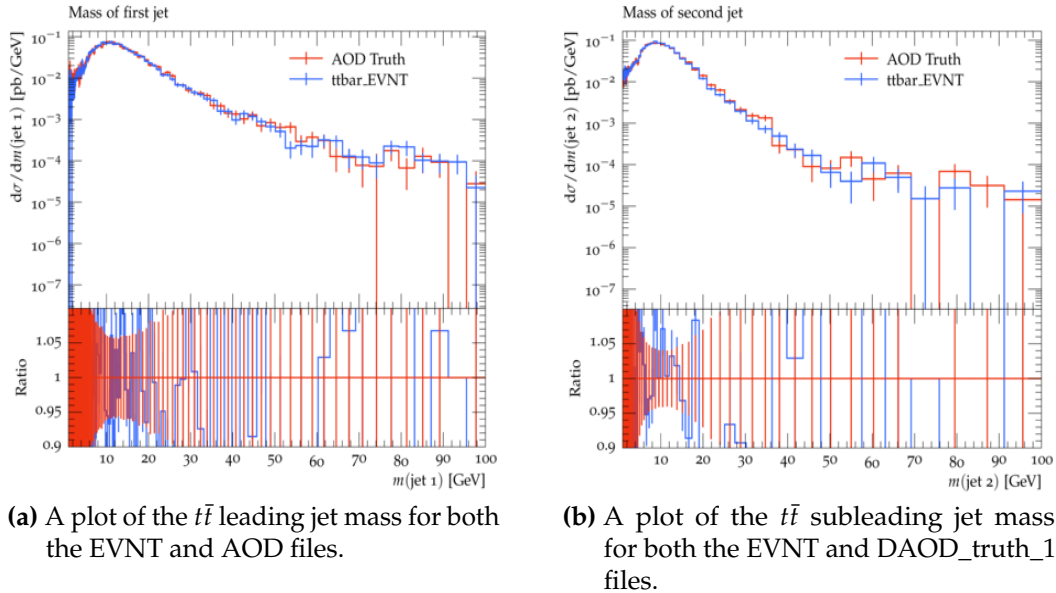 Mass of first jet
dσ/dm(jet 1) [pb/GeV]
10⁻¹
10⁻²
10⁻³
10⁻⁴
10⁻⁵
10⁻⁶
10⁻⁷
AOD Truth
ttbar_EVNT
Ratio
1.05
1
0.95
0.9
10 20 30 40 50 60 70 80 90 100
m(jet 1) [GeV]
Mass of second jet
dσ/dm(jet 2) [pb/GeV]
10⁻¹
10⁻²
10⁻³
10⁻⁴
10⁻⁵
10⁻⁶
10⁻⁷
AOD Truth
ttbar_EVNT
Ratio
1.05
1
0.95
0.9
10 20 30 40 50 60 70 80 90 100
m(jet 2) [GeV]
(a) A plot of the tt̄ leading jet mass for both
the EVNT and AOD files.
(b) A plot of the tt̄ subleading jet mass
for both the EVNT and DAOD_truth_1
files.